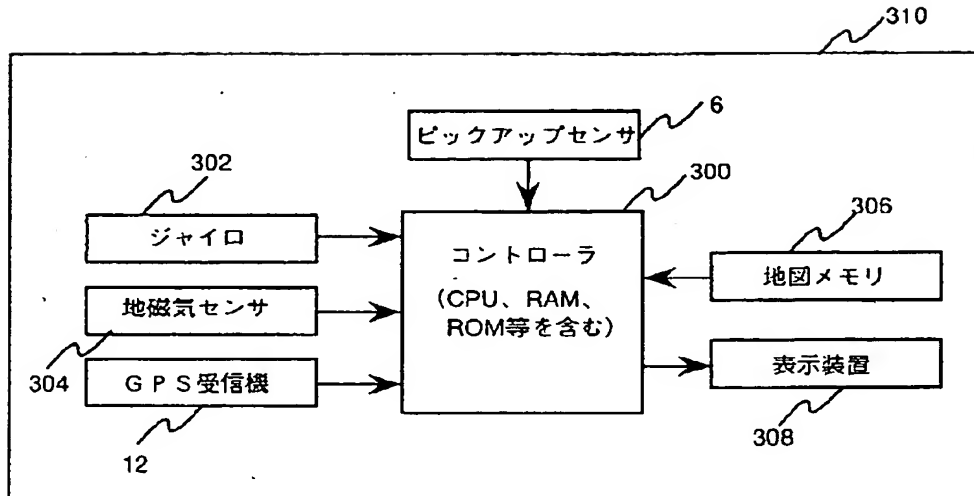 310
ピックアップセンサ
6
302
300
306
ジャイロ
コントローラ
地図メモリ
(CPU、RAM、
ROM等を含む)
地磁気センサ
304
GPS受信機
表示装置
12
308